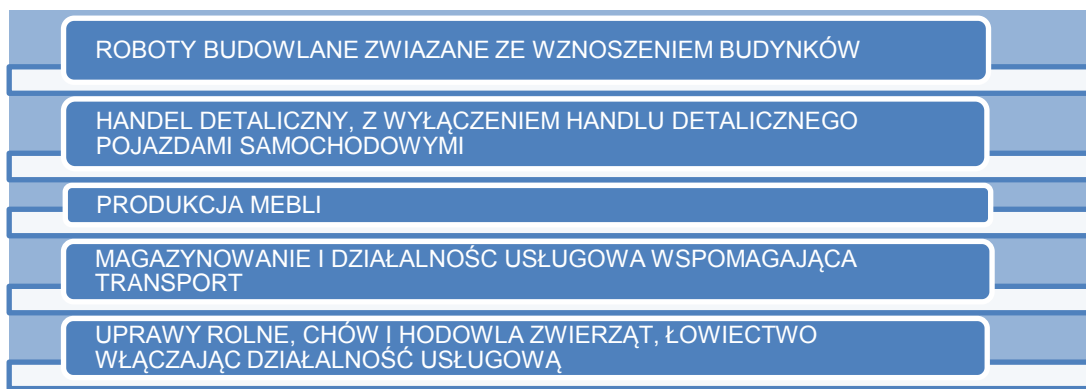 ROBOTY BUDOWLANE ZWIAZANE ZE WZNOSZENIEM BUDYNKÓW
HANDEL DETALICZNY, Z WYŁĄCZENIEM HANDLU DETALICZNEGO
POJAZDAMI SAMOCHODOWYMI
PRODUKCJA MEBLI
MAGAZYNOWANIE I DZIAŁALNOŚC USŁUGOWA WSPOMAGAJĄCA
TRANSPORT
UPRAWY ROLNE, CHÓW I HODOWLA ZWIERZĄT, ŁOWIECTWO
WŁĄCZAJĄC DZIAŁALNOŚĆ USŁUGOWĄ